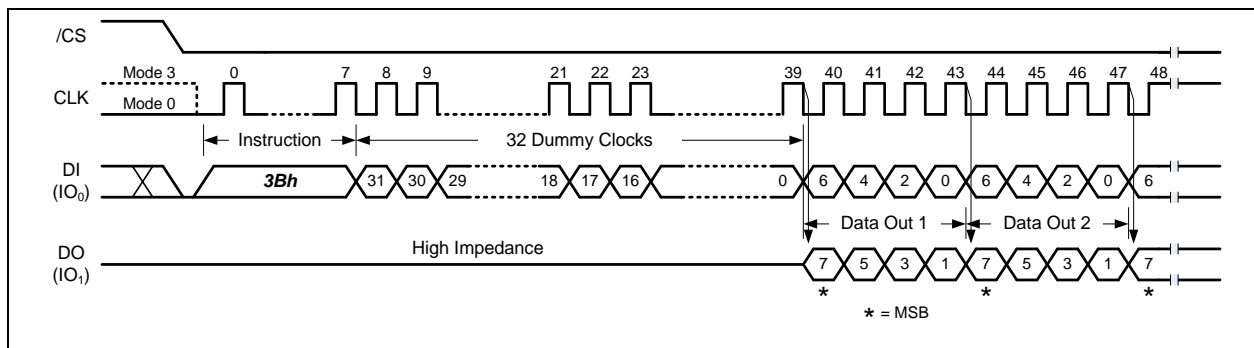 /CS
Mode 3 0 7 8 9 21 22 23 39 40 41 42 43 44 45 46 47 48
CLK
Mode 0
Instruction 32 Dummy Clocks
DI
(IO0)
3Bh 31 30 29 18 17 16 0 6 4 2 0 6 4 2 0 6
Data Out 1 Data Out 2
High Impedance
DO
(IO1)
7 5 3 1 7 5 3 1 7
* * *
* = MSB